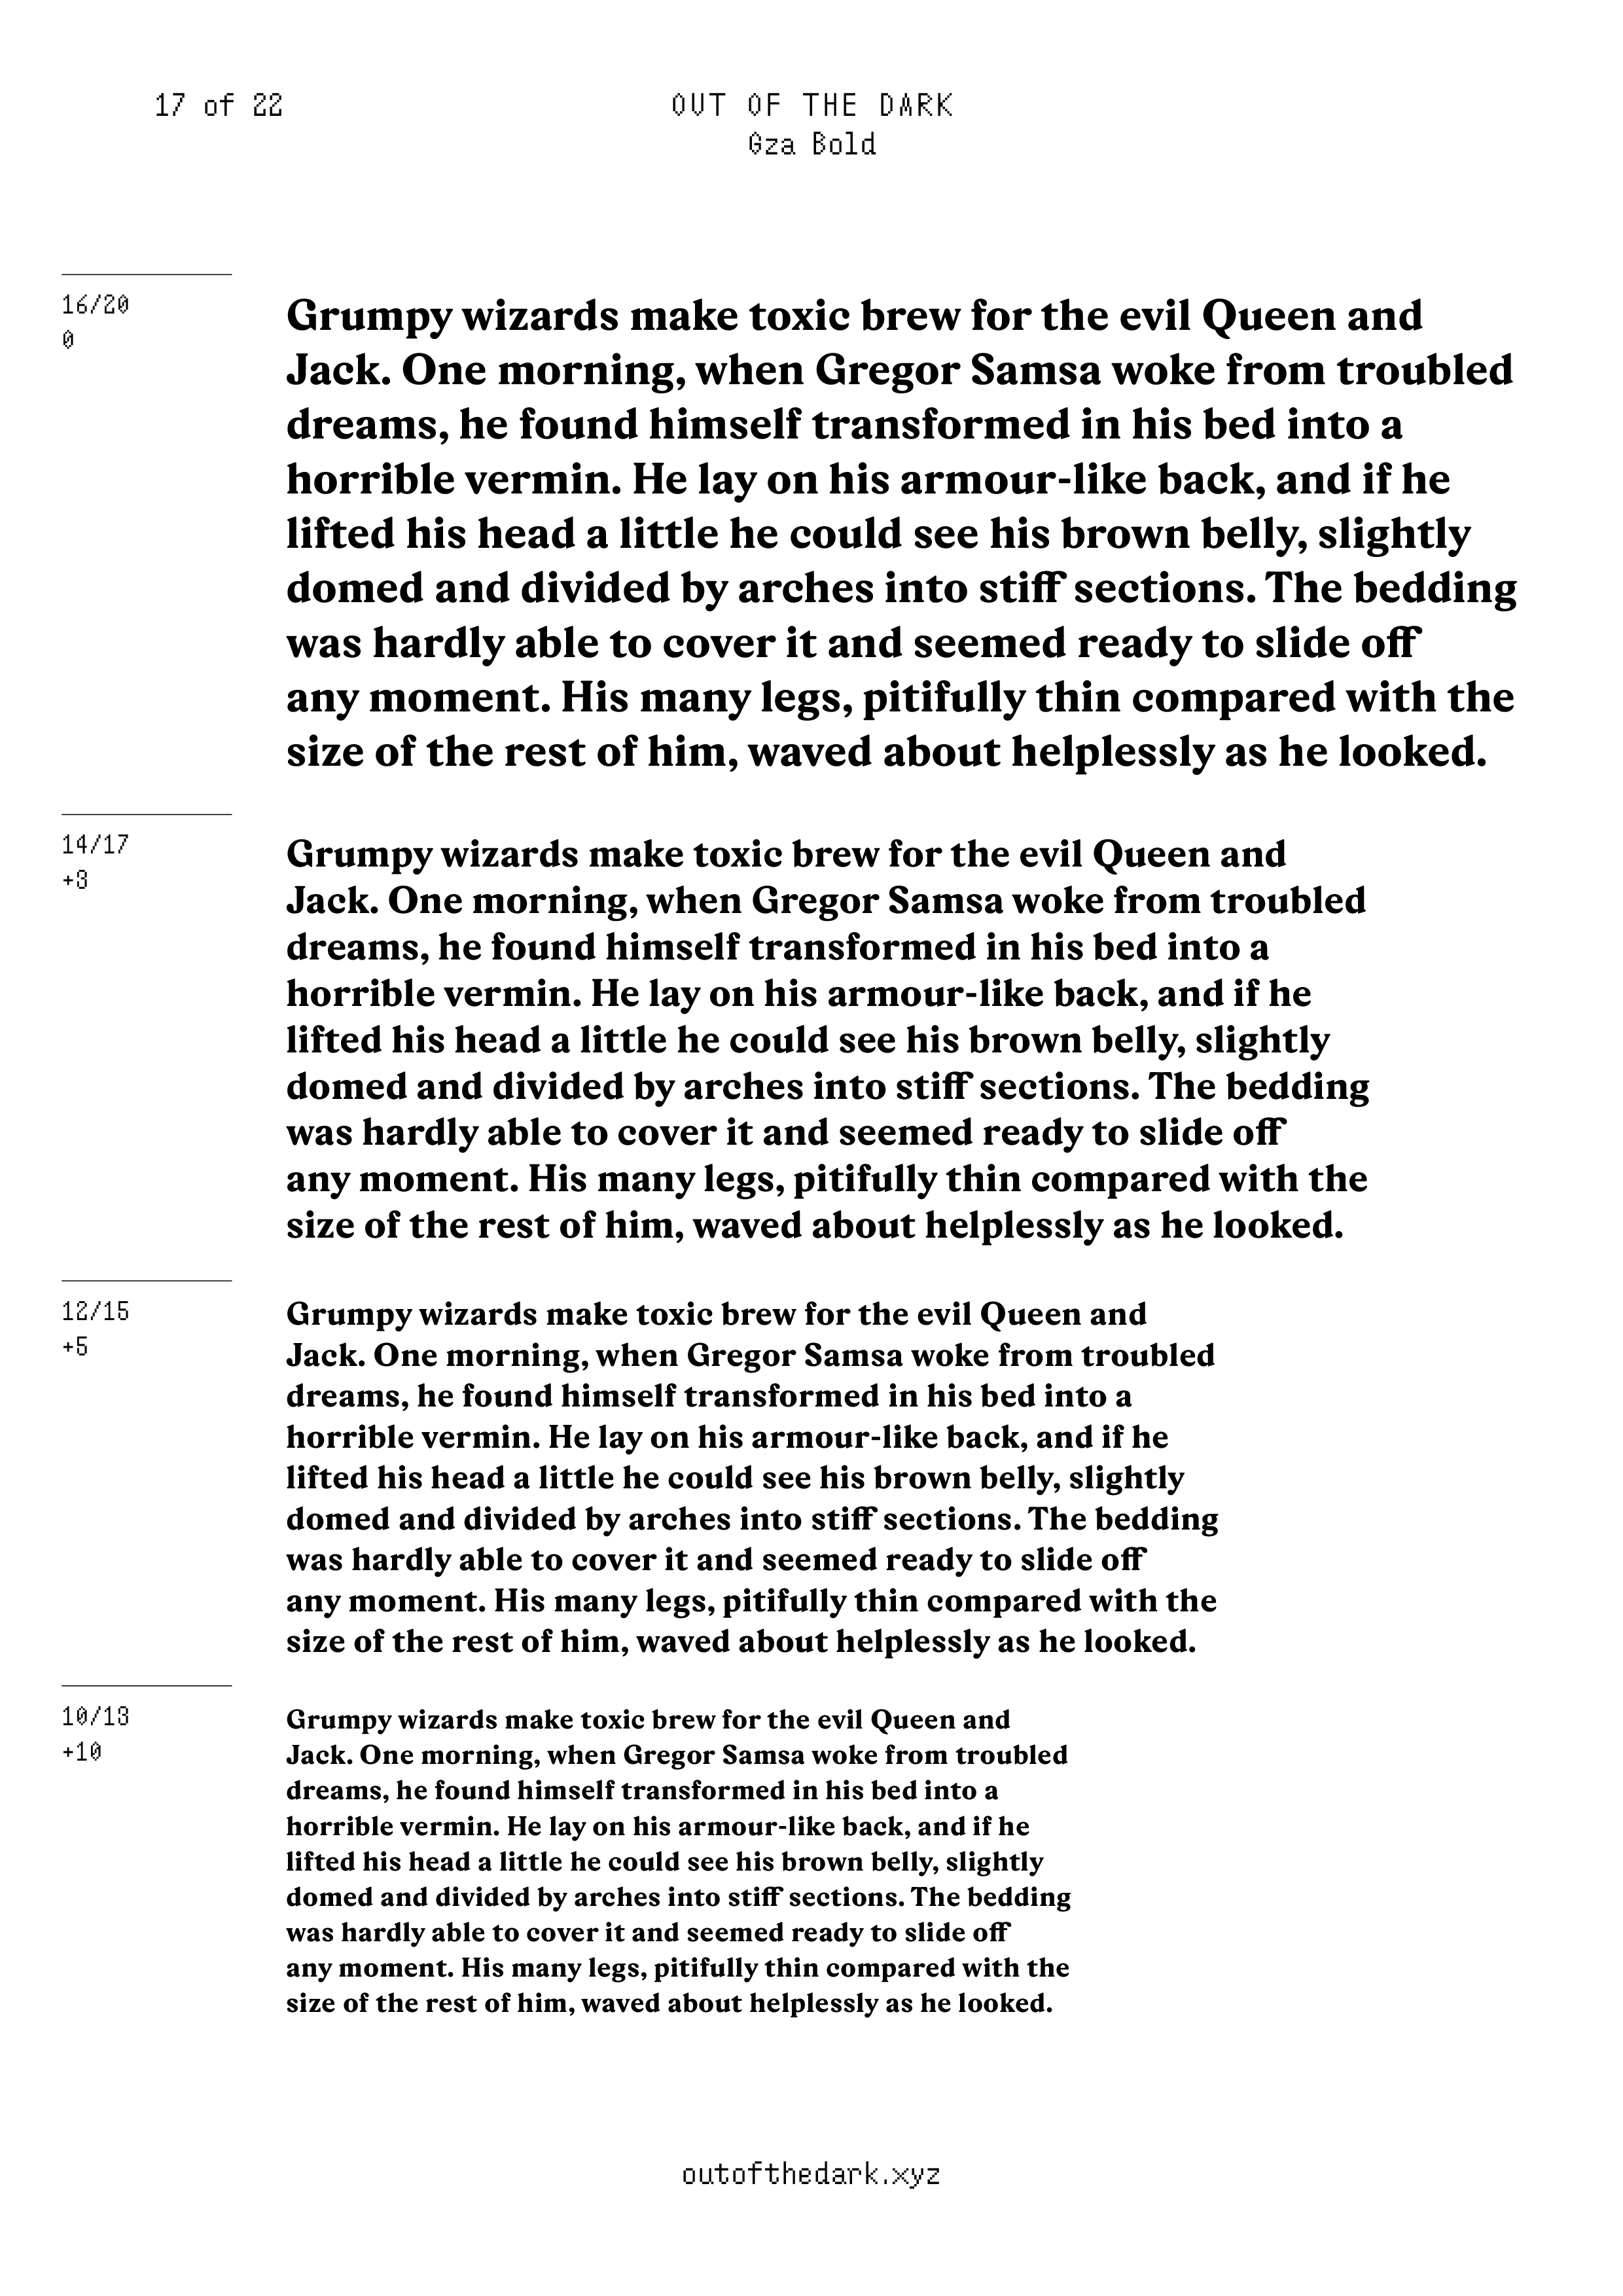 17 of 22
OUT OF THE DARK
Gza Bold
16/20
0
Grumpy wizards make toxic brew for the evil Queen and
Jack. One morning, when Gregor Samsa woke from troubled
dreams, he found himself transformed in his bed into a
horrible vermin. He lay on his armour-like back, and if he
lifted his head a little he could see his brown belly, slightly
domed and divided by arches into stiff sections. The bedding
was hardly able to cover it and seemed ready to slide off
any moment. His many legs, pitifully thin compared with the
size of the rest of him, waved about helplessly as he looked.
14/17
+3
Grumpy wizards make toxic brew for the evil Queen and
Jack. One morning, when Gregor Samsa woke from troubled
dreams, he found himself transformed in his bed into a
horrible vermin. He lay on his armour-like back, and if he
lifted his head a little he could see his brown belly, slightly
domed and divided by arches into stiff sections. The bedding
was hardly able to cover it and seemed ready to slide off
any moment. His many legs, pitifully thin compared with the
size of the rest of him, waved about helplessly as he looked.
12/15
+5
Grumpy wizards make toxic brew for the evil Queen and
Jack. One morning, when Gregor Samsa woke from troubled
dreams, he found himself transformed in his bed into a
horrible vermin. He lay on his armour-like back, and if he
lifted his head a little he could see his brown belly, slightly
domed and divided by arches into stiff sections. The bedding
was hardly able to cover it and seemed ready to slide off
any moment. His many legs, pitifully thin compared with the
size of the rest of him, waved about helplessly as he looked.
10/13
+10
Grumpy wizards make toxic brew for the evil Queen and
Jack. One morning, when Gregor Samsa woke from troubled
dreams, he found himself transformed in his bed into a
horrible vermin. He lay on his armour-like back, and if he
lifted his head a little he could see his brown belly, slightly
domed and divided by arches into stiff sections. The bedding
was hardly able to cover it and seemed ready to slide off
any moment. His many legs, pitifully thin compared with the
size of the rest of him, waved about helplessly as he looked.
outofthedark.xyz